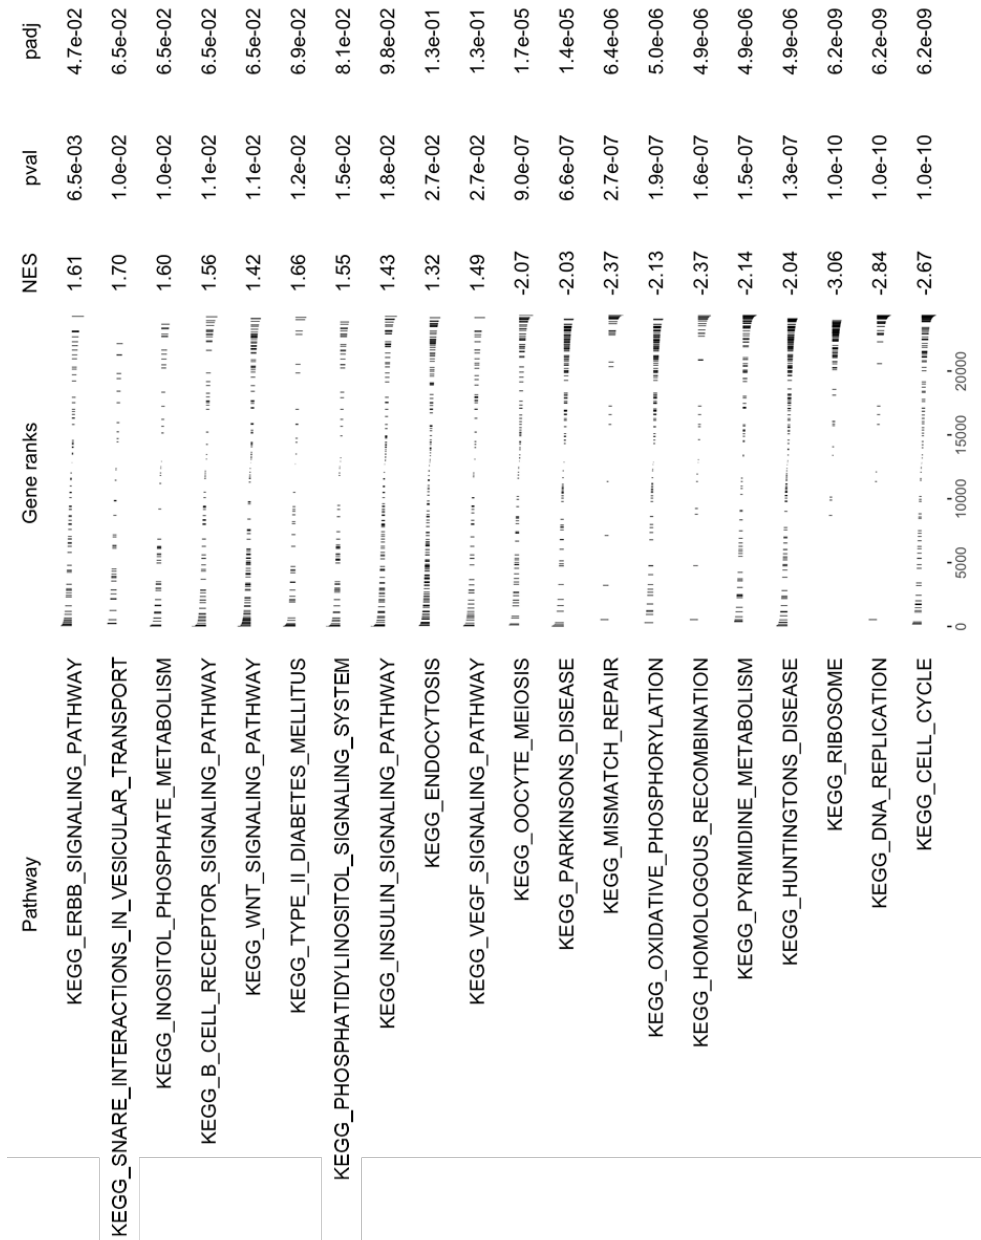 Pathway Gene ranks NES pval padj
KEGG_ERBB_SIGNALING_PATHWAY 1.61 6.5e-03 4.7e-02
KEGG_SNARE_INTERACTIONS_IN_VESICULAR_TRANSPORT 1.70 1.0e-02 6.5e-02
KEGG_INOSITOL_PHOSPHATE_METABOLISM 1.60 1.0e-02 6.5e-02
KEGG_B_CELL_RECEPTOR_SIGNALING_PATHWAY 1.56 1.1e-02 6.5e-02
KEGG_WNT_SIGNALING_PATHWAY 1.42 1.1e-02 6.5e-02
KEGG_TYPE_II_DIABETES_MELLITUS 1.66 1.2e-02 6.9e-02
KEGG_PHOSPHATIDYLINOSITOL_SIGNALING_SYSTEM 1.55 1.5e-02 8.1e-02
KEGG_INSULIN_SIGNALING_PATHWAY 1.43 1.8e-02 9.8e-02
KEGG_ENDOCYTOSIS 1.32 2.7e-02 1.3e-01
KEGG_VEGF_SIGNALING_PATHWAY 1.49 2.7e-02 1.3e-01
KEGG_OOCYTE_MEIOSIS -2.07 9.0e-07 1.7e-05
KEGG_PARKINSONS_DISEASE -2.03 6.6e-07 1.4e-05
KEGG_MISMATCH_REPAIR -2.37 2.7e-07 6.4e-06
KEGG_OXIDATIVE_PHOSPHORYLATION -2.13 1.9e-07 5.0e-06
KEGG_HOMOLOGOUS_RECOMBINATION -2.37 1.6e-07 4.9e-06
KEGG_PYRIMIDINE_METABOLISM -2.14 1.5e-07 4.9e-06
KEGG_HUNTINGTONS_DISEASE -2.04 1.3e-07 4.9e-06
KEGG_RIBOSOME -3.06 1.0e-10 6.2e-09
KEGG_DNA_REPLICATION -2.84 1.0e-10 6.2e-09
KEGG_CELL_CYCLE -2.67 1.0e-10 6.2e-09
0 5000 10000 15000 20000